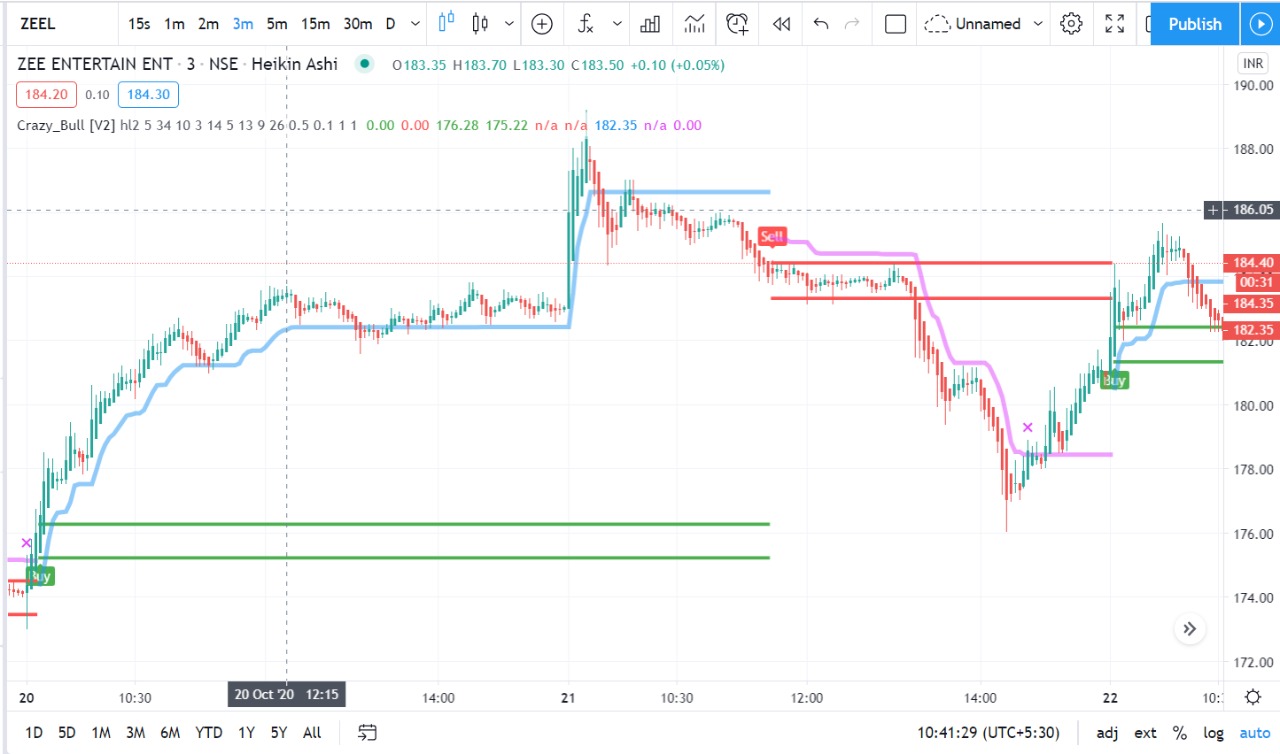 ZEEL 15s 1m 2m 3m 5m 15m 30m D Unnamed Publish
ZEE ENTERTAIN ENT · 3 · NSE · Heikin Ashi O183.35 H183.70 L183.30 C183.50 +0.10 (+0.05%) INR
184.20 0.10 184.30
Crazy_Bull [V2] hl2 5 34 10 3 14 5 13 9 26 0.5 0.1 1 1 0.00 0.00 176.28 175.22 n/a n/a 182.35 n/a 0.00
190.00
188.00
186.05
Sell
184.40
00:31
184.35
182.35
182.00
Buy
180.00
178.00
176.00
Buy
174.00
172.00
20 10:30 20 Oct '20 12:15 14:00 21 10:30 12:00 14:00 22 10:
1D 5D 1M 3M 6M YTD 1Y 5Y All 10:41:29 (UTC+5:30) adj ext % log auto